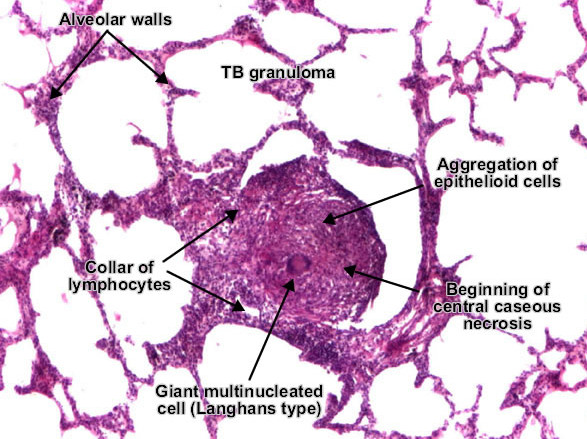 Alveolar walls
TB granuloma
Aggregation of
epithelioid cells
Collar of
lymphocytes
Beginning of
central caseous
necrosis
Giant multinucleated
cell (Langhans type)